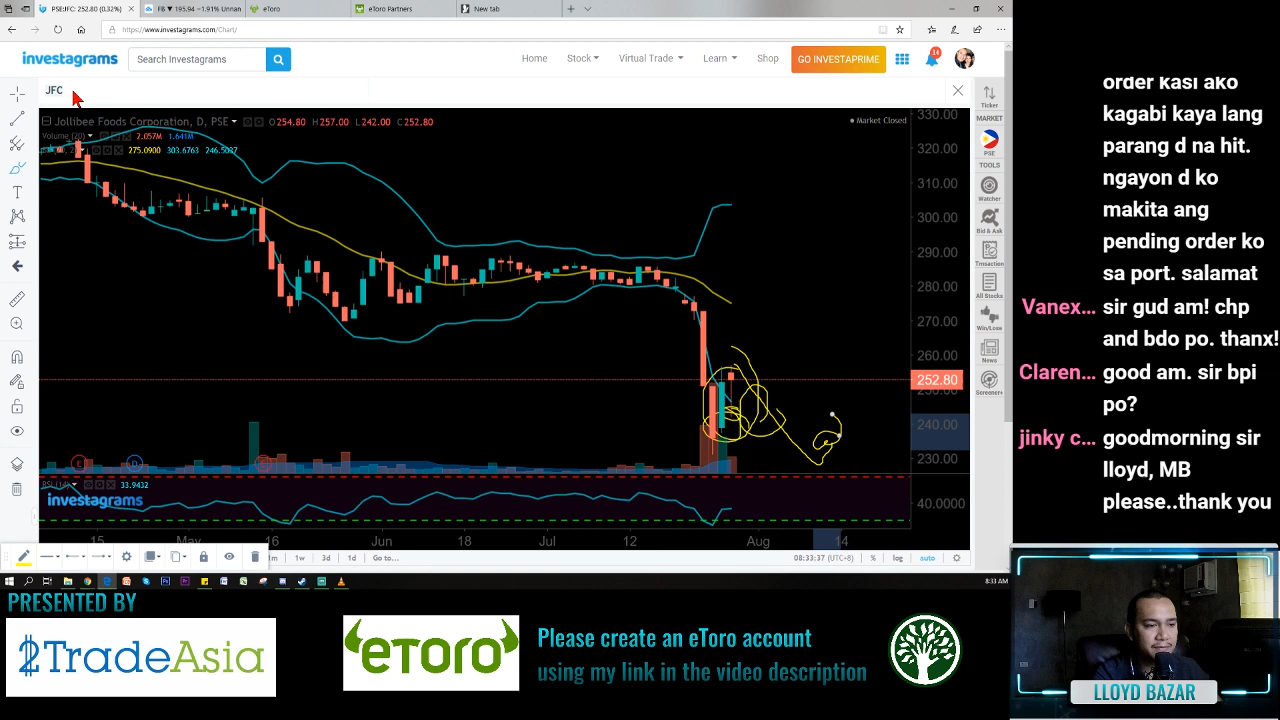 PSE:JFC: 252.80 (0.32%)
FB ▼ 195.94 −1.91% Unnan
eToro
eToro Partners
New tab
https://www.investagrams.com/Chart/
investagrams
Search Investagrams
Home
Stock
Virtual Trade
Learn
Shop
GO INVESTAPRIME
14
JFC
Ticker
MARKET
PSE
TOOLS
Watcher
Bid & Ask
Trnsaction
All Stocks
Win/Lose
News
Screener+
Jollibee Foods Corporation, D, PSE
O254.80 H257.00 L242.00 C252.80
Market Closed
Volume (20)
2.057M 1.641M
275.0900 303.6763 246.5037
330.00
320.00
310.00
300.00
290.00
280.00
270.00
260.00
252.80
240.00
230.00
E
D
E
RSI (14)
33.9432
investagrams
40.0000
15
May
16
Jun
18
Jul
12
Aug
14
1w
3d
1d
Go to...
08:33:37 (UTC+8)
%
log
auto
8:33 AM
order kasi ako
kagabi kaya lang
parang d na hit.
ngayon d ko
makita ang
pending order ko
sa port. salamat
Vanex... sir gud am! chp
and bdo po. thanx!
Claren... good am. sir bpi
po?
jinky c... goodmorning sir
lloyd, MB
please..thank you
PRESENTED BY
2TradeAsia
eToro
Please create an eToro account
using my link in the video description
LLOYD BAZAR